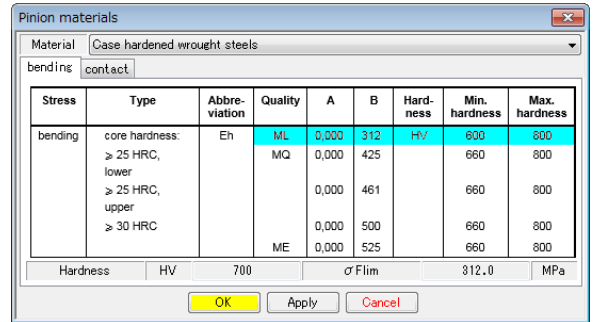 Pinion materials
Material Case hardened wrought steels
bending contact
Stress Type Abbre- Quality A B Hard- Min. Max.
viation ness hardness hardness
bending core hardness: Eh ML 0,000 312 HV 600 800
⩾ 25 HRC, MQ 0,000 425 660 800
lower
⩾ 25 HRC, 0,000 461 660 800
upper
⩾ 30 HRC 0,000 500 660 800
ME 0,000 525 660 800
Hardness HV 700 σFlim 312.0 MPa
OK Apply Cancel